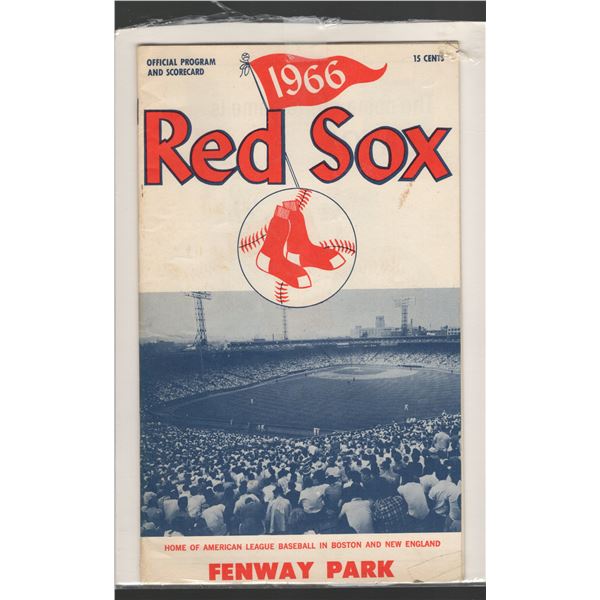 OFFICIAL PROGRAM
AND SCORECARD
15 CENTS
1966
Red Sox
HOME OF AMERICAN LEAGUE BASEBALL IN BOSTON AND NEW ENGLAND
FENWAY PARK